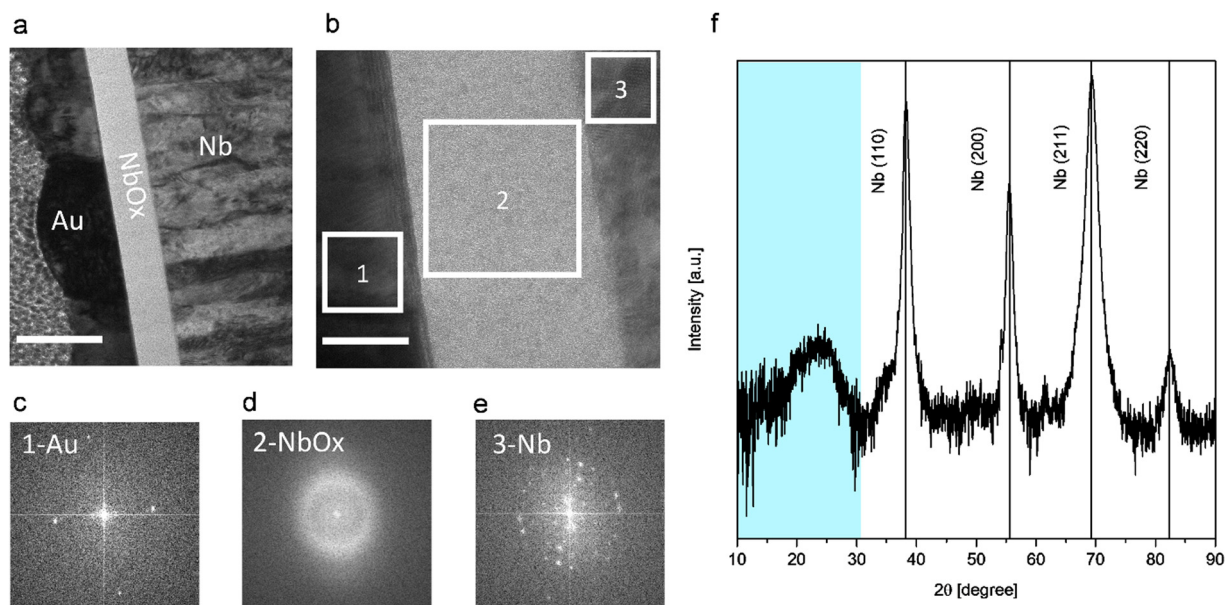 a
b
f
Au
NbOx
Nb
1
2
3
c
d
e
1-Au
2-NbOx
3-Nb
Intensity [a.u.]
Nb (110)
Nb (200)
Nb (211)
Nb (220)
10 20 30 40 50 60 70 80 90
2θ [degree]